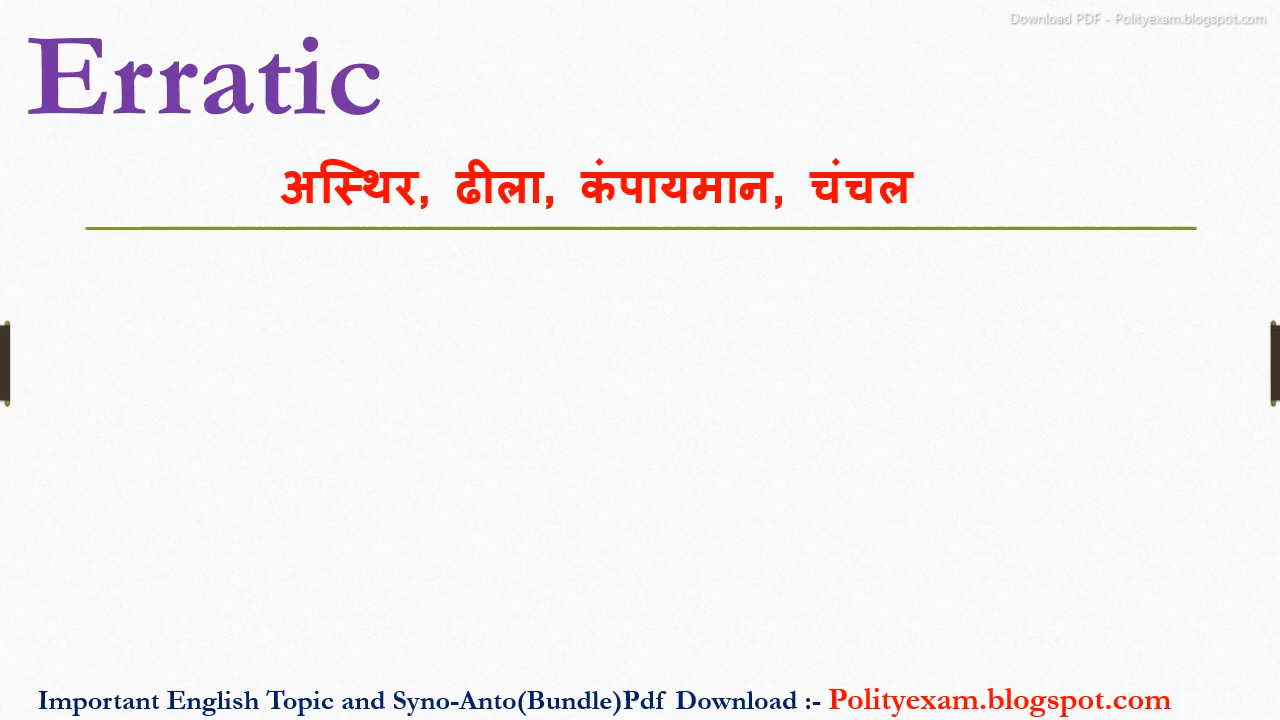 Download PDF - Polityexam.blogspot.com
Erratic
अस्थिर, ढीला, कंपायमान, चंचल
Important English Topic and Syno-Anto(Bundle)Pdf Download :- Polityexam.blogspot.com